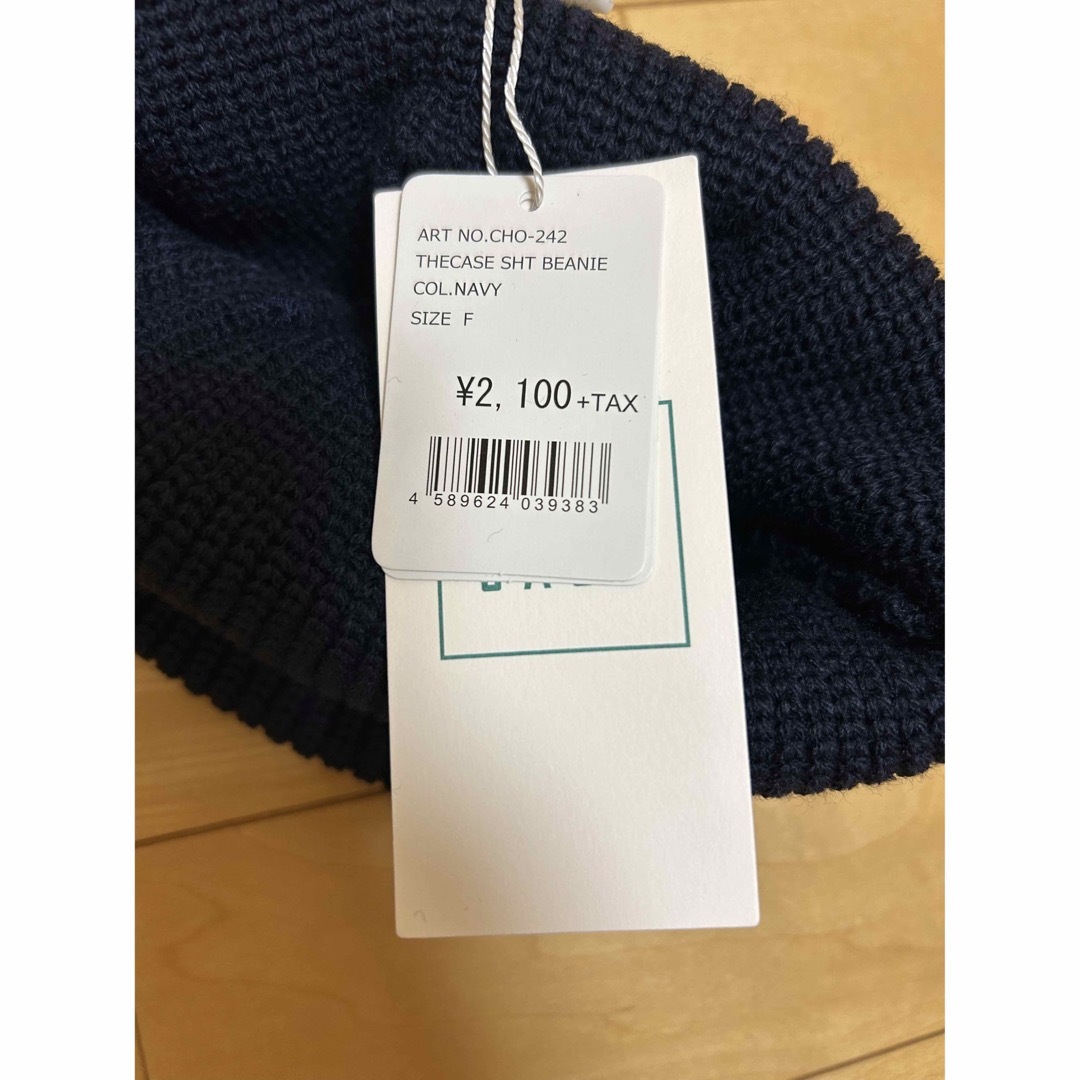 ART NO.CHO-242
THECASE SHT BEANIE
COL.NAVY
SIZE F
¥2,100+TAX
4 589624 039383